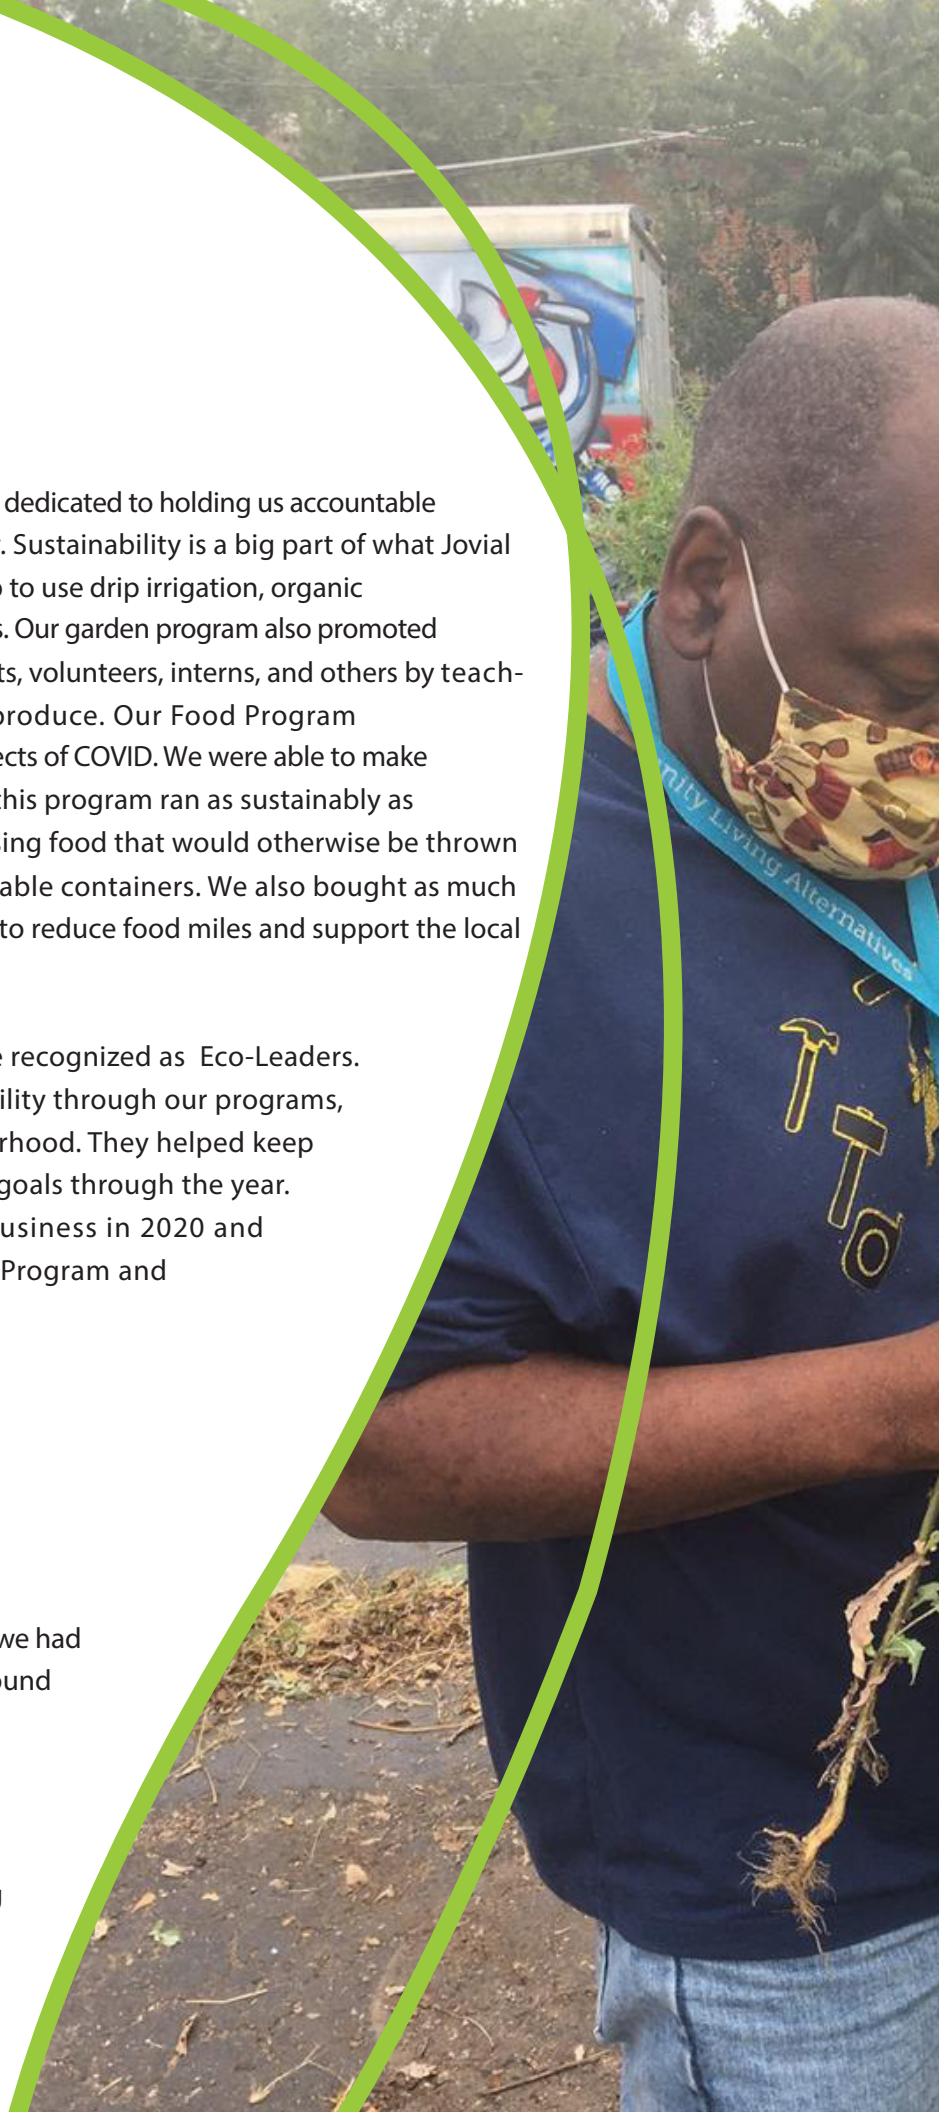 dedicated to holding us accountable
. Sustainability is a big part of what Jovial
to use drip irrigation, organic
s. Our garden program also promoted
ts, volunteers, interns, and others by teach-
produce. Our Food Program
ects of COVID. We were able to make
this program ran as sustainably as
sing food that would otherwise be thrown
able containers. We also bought as much
to reduce food miles and support the local
e recognized as Eco-Leaders.
ility through our programs,
rhood. They helped keep
goals through the year.
usiness in 2020 and
Program and
we had
ound
nity Living Alternatives